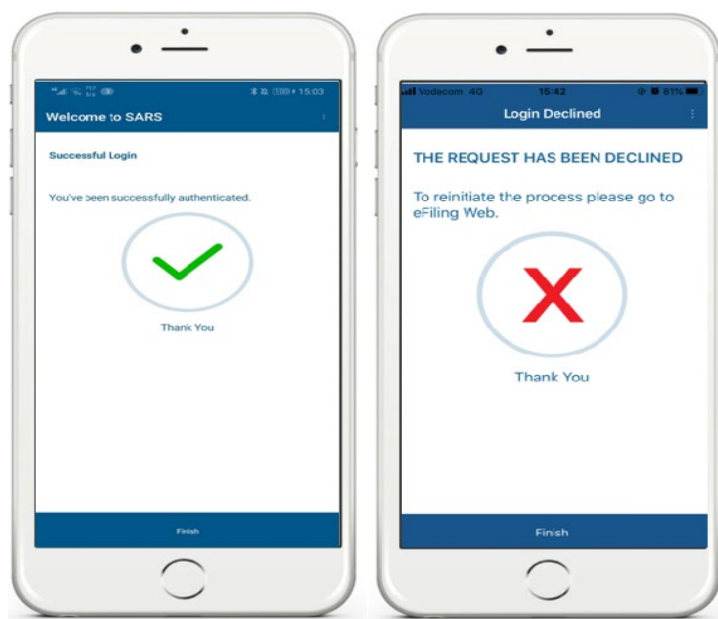 15:03
Welcome to SARS
Successful Login
You've been successfully authenticated.
Thank You
Finish
Vodacom 4G 15:42 81%
Login Declined
THE REQUEST HAS BEEN DECLINED
To reinitiate the process please go to
eFiling Web.
X
Thank You
Finish